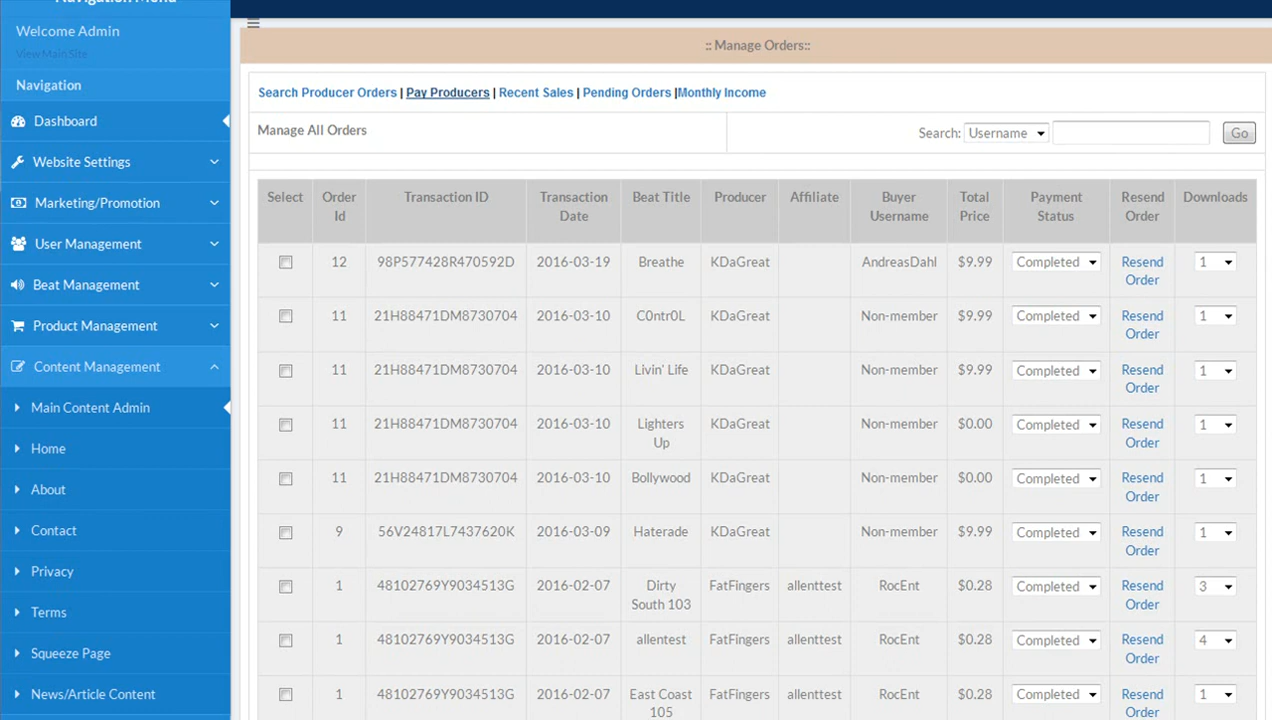 Navigation Menu
Welcome Admin
View Main Site
Navigation
Dashboard
Website Settings
Marketing/Promotion
User Management
Beat Management
Product Management
Content Management
Main Content Admin
Home
About
Contact
Privacy
Terms
Squeeze Page
News/Article Content
:: Manage Orders::
Search Producer Orders | Pay Producers | Recent Sales | Pending Orders |Monthly Income
Manage All Orders
Search: Username Go
Select Order Id Transaction ID Transaction Date Beat Title Producer Affiliate Buyer Username Total Price Payment Status Resend Order Downloads
12 98P577428R470592D 2016-03-19 Breathe KDaGreat AndreasDahl $9.99 Completed Resend Order 1
11 21H88471DM8730704 2016-03-10 C0ntr0L KDaGreat Non-member $9.99 Completed Resend Order 1
11 21H88471DM8730704 2016-03-10 Livin' Life KDaGreat Non-member $9.99 Completed Resend Order 1
11 21H88471DM8730704 2016-03-10 Lighters Up KDaGreat Non-member $0.00 Completed Resend Order 1
11 21H88471DM8730704 2016-03-10 Bollywood KDaGreat Non-member $0.00 Completed Resend Order 1
9 56V24817L7437620K 2016-03-09 Haterade KDaGreat Non-member $9.99 Completed Resend Order 1
1 48102769Y9034513G 2016-02-07 Dirty South 103 FatFingers allenttest RocEnt $0.28 Completed Resend Order 3
1 48102769Y9034513G 2016-02-07 allentest FatFingers allenttest RocEnt $0.28 Completed Resend Order 4
1 48102769Y9034513G 2016-02-07 East Coast 105 FatFingers allenttest RocEnt $0.28 Completed Resend Order 1